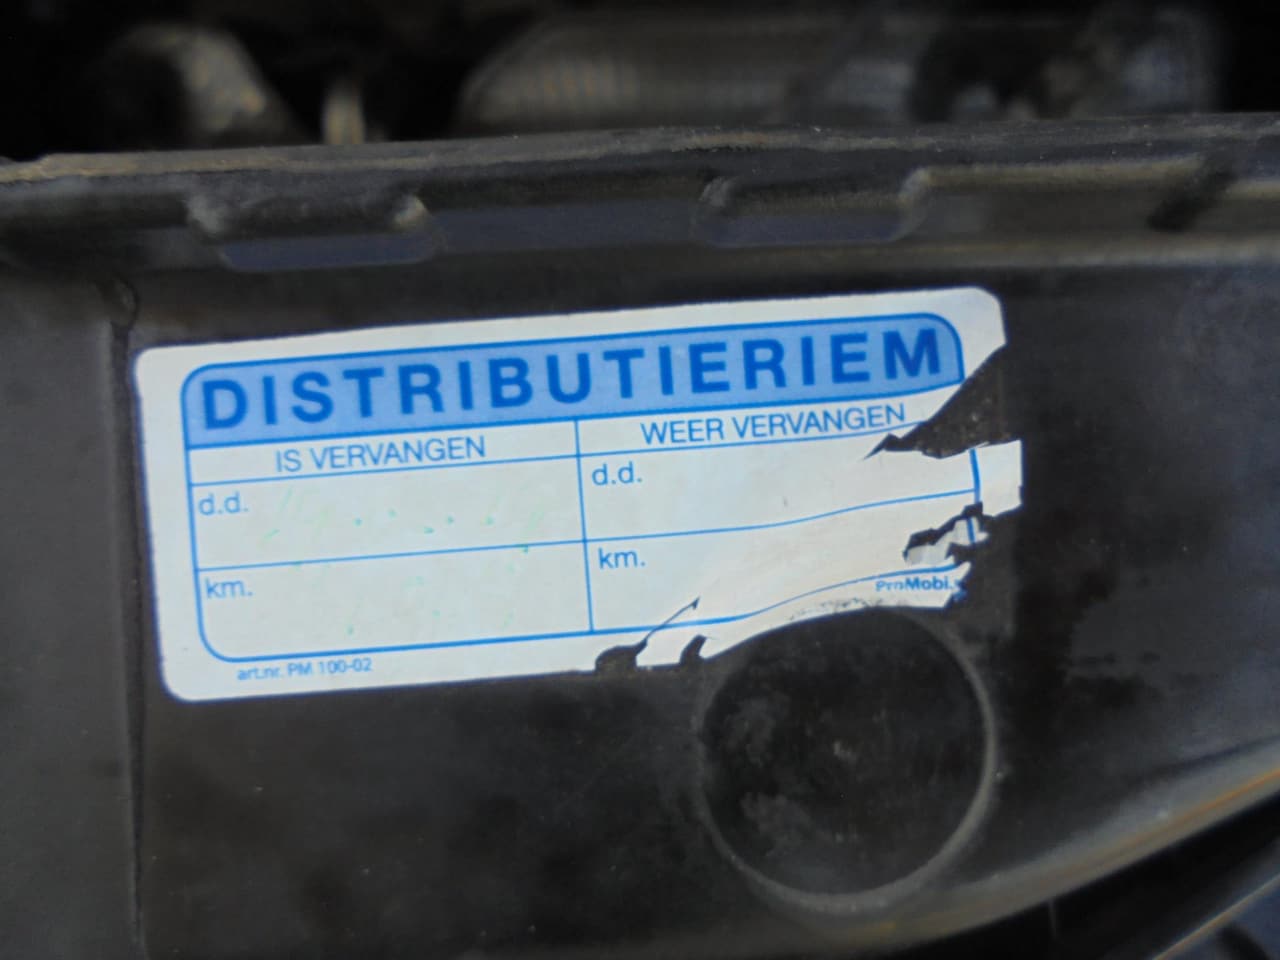 DISTRIBUTIERIEM
IS VERVANGEN
WEER VERVANGEN
d.d.
d.d.
km.
km.
ProMobi
art.nr. PM 100-02